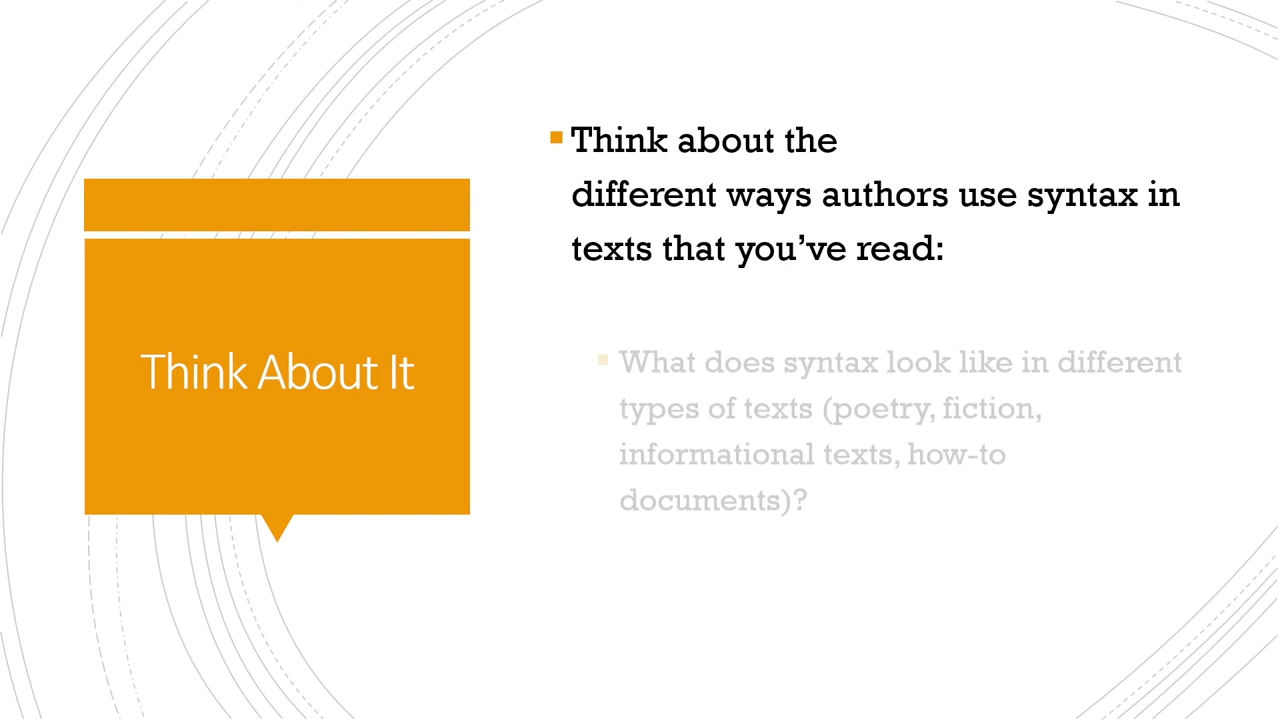 Think About It
Think about the
different ways authors use syntax in
texts that you’ve read:
What does syntax look like in different
types of texts (poetry, fiction,
informational texts, how-to
documents)?